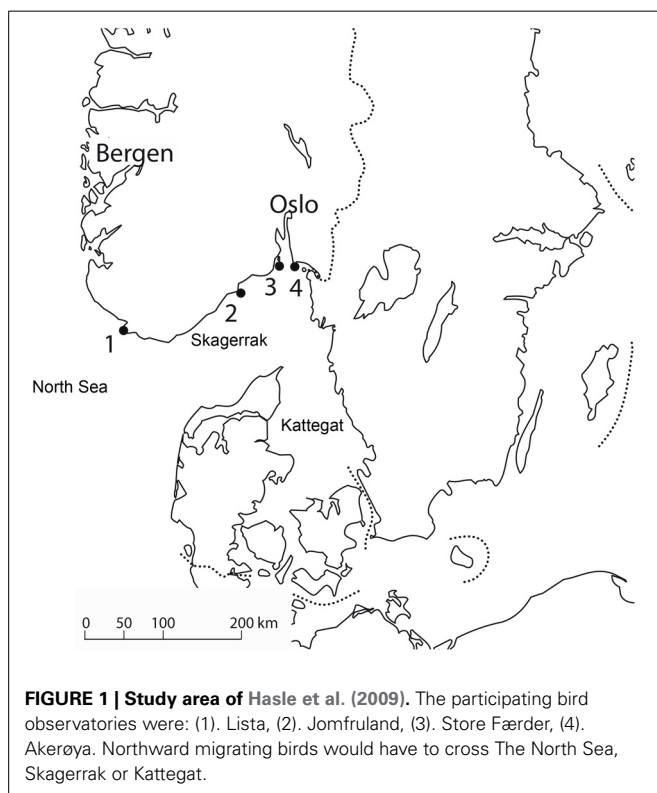 Bergen
Oslo
3 4
2
1
Skagerrak
North Sea
Kattegat
0 50 100 200 km
FIGURE 1 | Study area of Hasle et al. (2009). The participating bird
observatories were: (1). Lista, (2). Jomfruland, (3). Store Færder, (4).
Akerøya. Northward migrating birds would have to cross The North Sea,
Skagerrak or Kattegat.